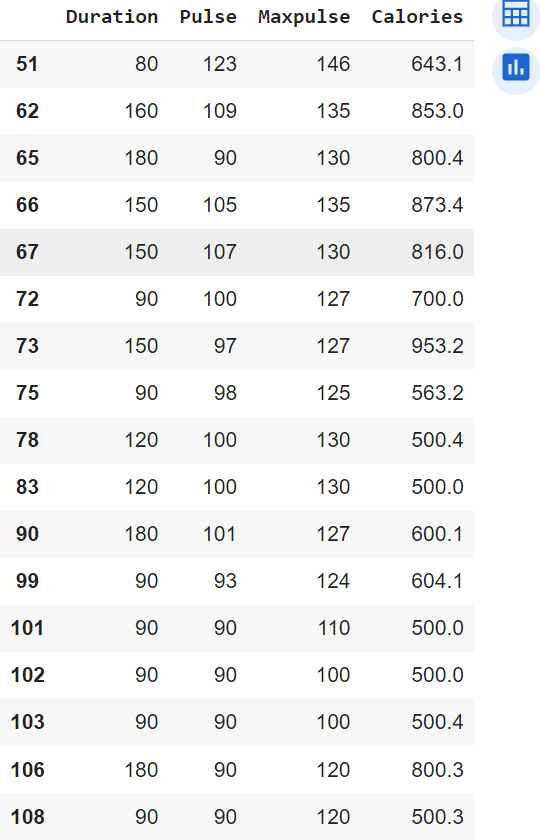 Duration Pulse Maxpulse Calories
51 80 123 146 643.1
62 160 109 135 853.0
65 180 90 130 800.4
66 150 105 135 873.4
67 150 107 130 816.0
72 90 100 127 700.0
73 150 97 127 953.2
75 90 98 125 563.2
78 120 100 130 500.4
83 120 100 130 500.0
90 180 101 127 600.1
99 90 93 124 604.1
101 90 90 110 500.0
102 90 90 100 500.0
103 90 90 100 500.4
106 180 90 120 800.3
108 90 90 120 500.3